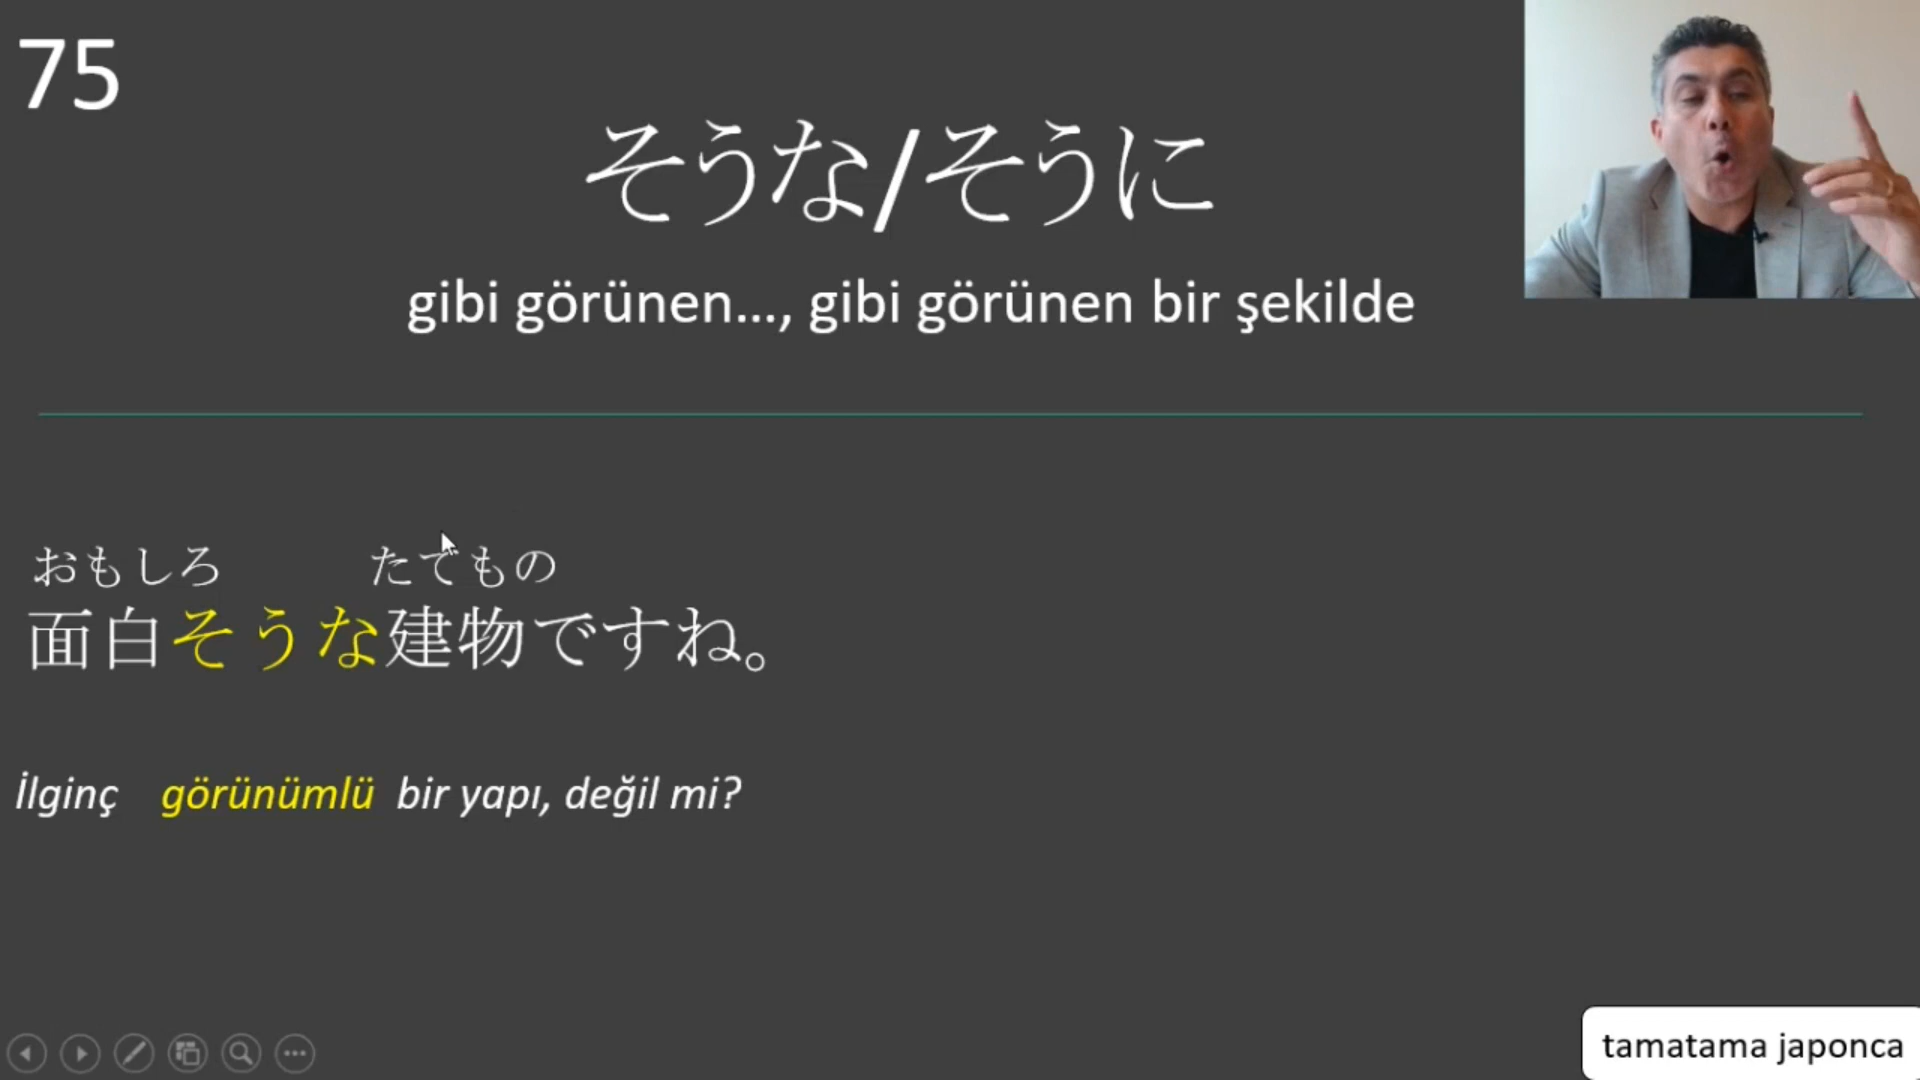 75
そうな/そうに
gibi görünen..., gibi görünen bir şekilde
おもしろ たてもの
面白そうな建物ですね。
İlginç görünümlü bir yapı, değil mi?
tamatama japonca